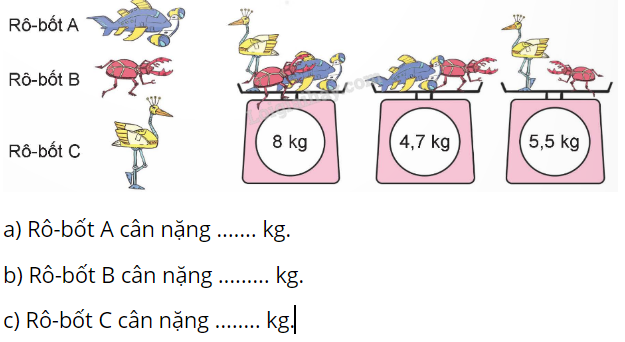 Rô-bốt A
Rô-bốt B
Rô-bốt C
8 kg
4,7 kg
5,5 kg
a) Rô-bốt A cân nặng ....... kg.
b) Rô-bốt B cân nặng ......... kg.
c) Rô-bốt C cân nặng ........ kg.